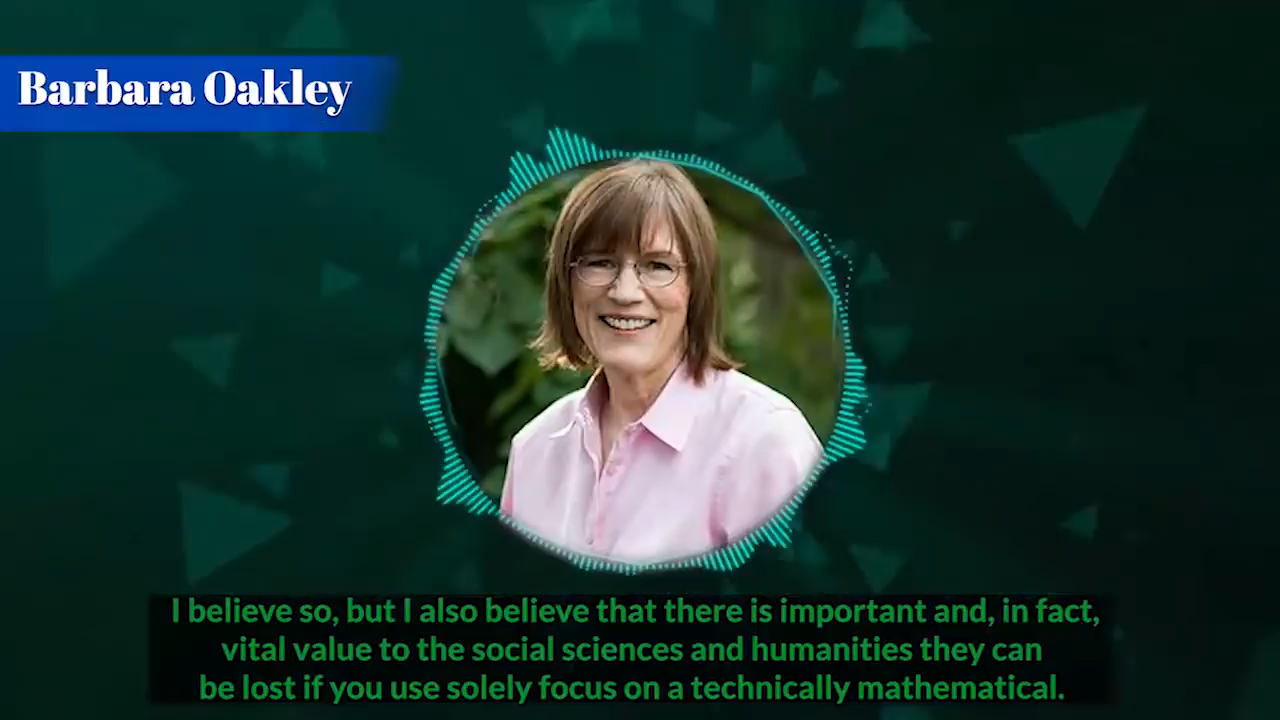 Barbara Oakley
I believe so, but I also believe that there is important and, in fact,
vital value to the social sciences and humanities they can
be lost if you use solely focus on a technically mathematical.